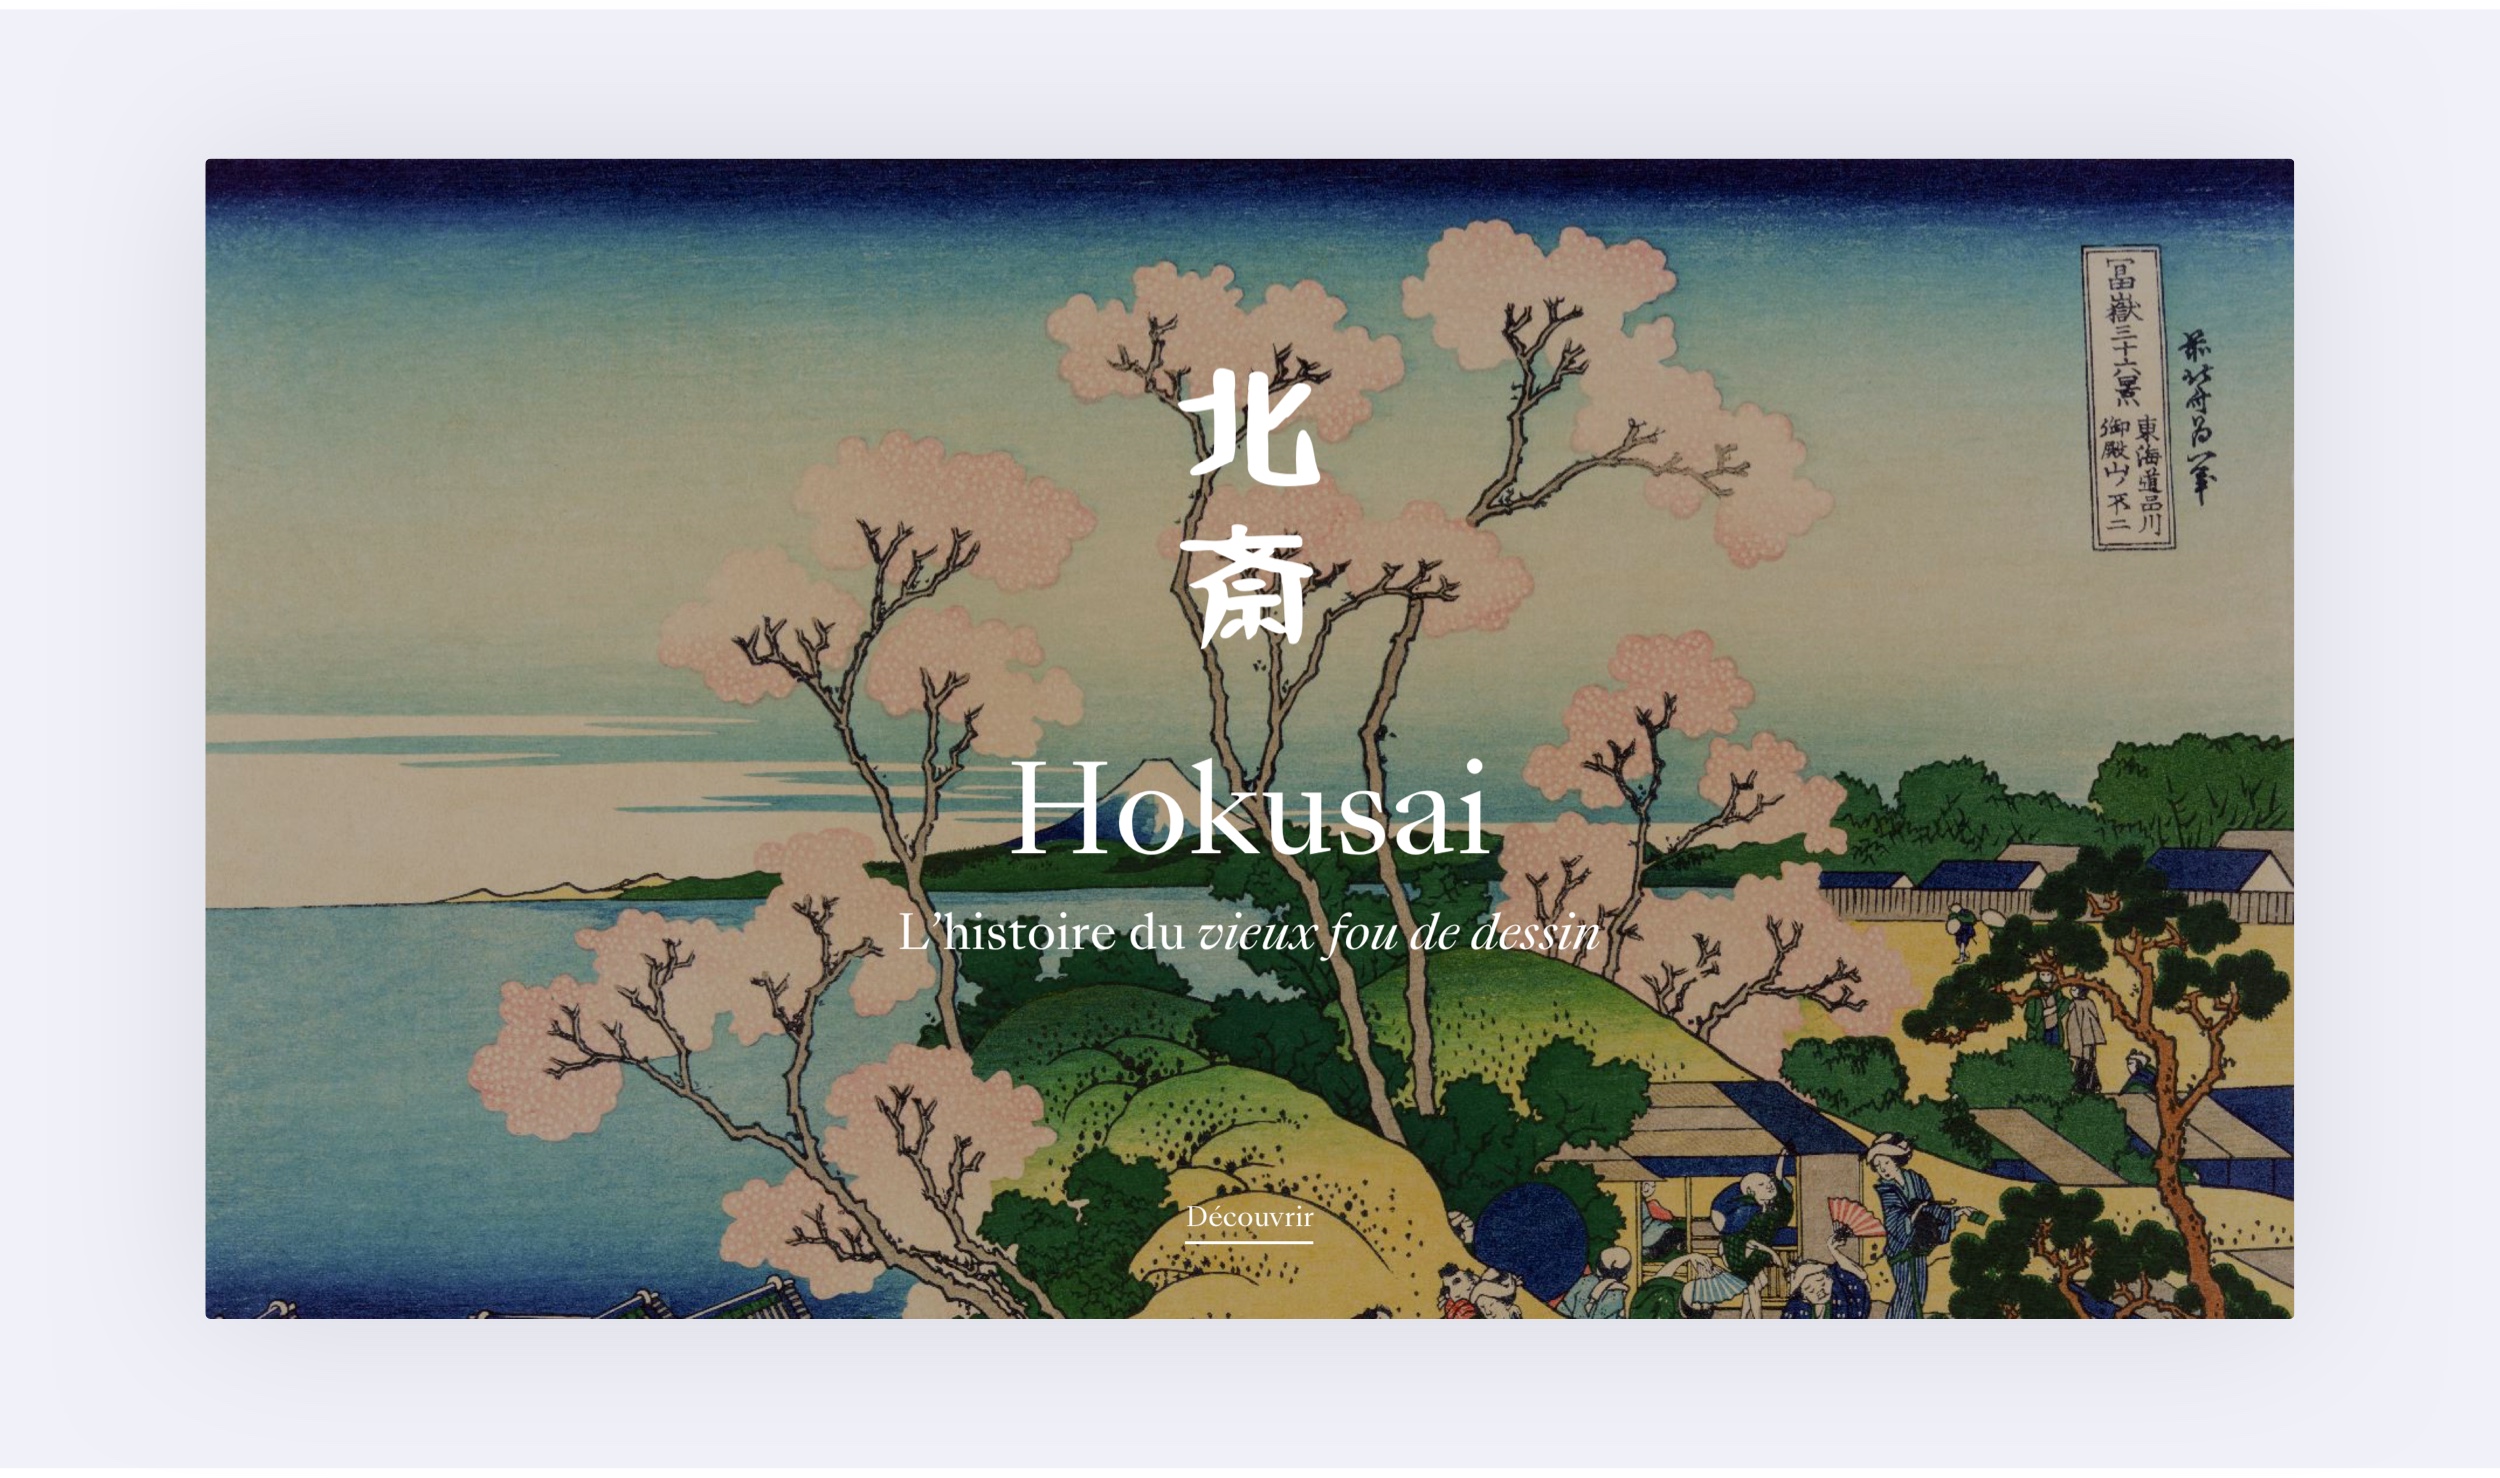 冨嶽三十六景
東海道品川
御殿山ノ不二
前北斎為一筆
北斎
Hokusai
L’histoire du vieux fou de dessin
Découvrir